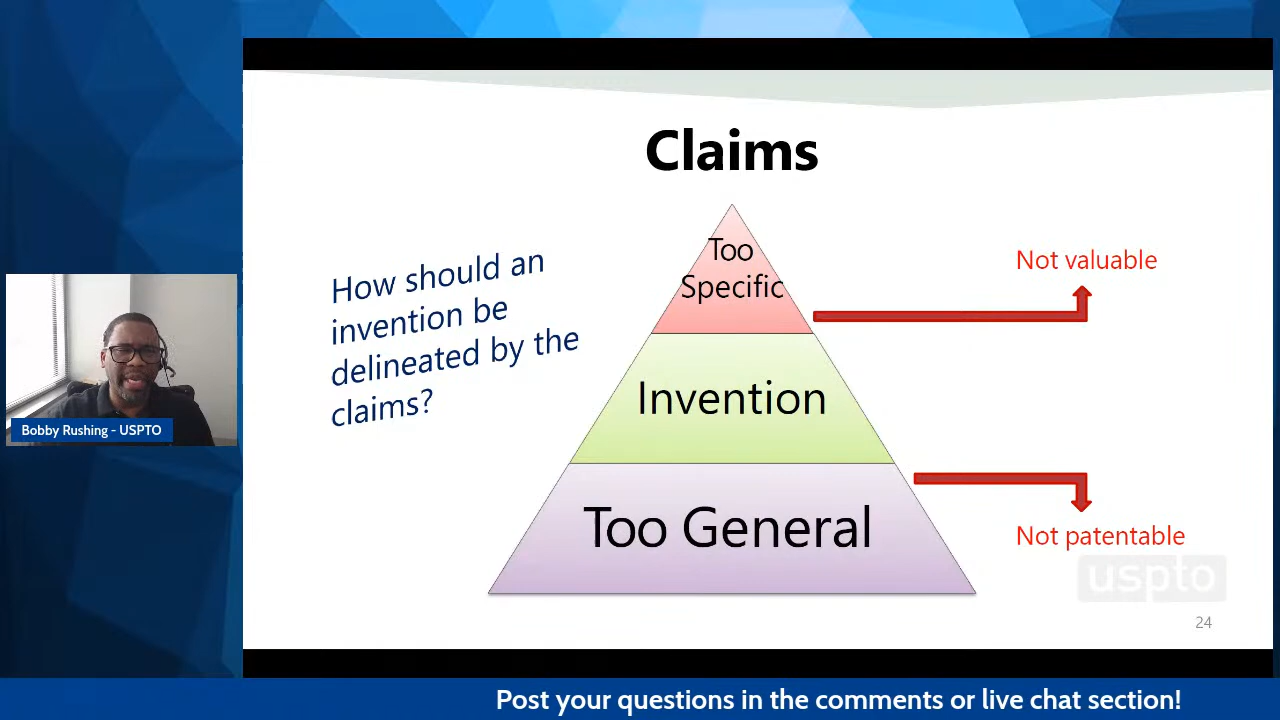 Claims
How should an
invention be
delineated by the
claims?
Too
Specific
Not valuable
Invention
Too General
Not patentable
uspto
24
Bobby Rushing - USPTO
Post your questions in the comments or live chat section!